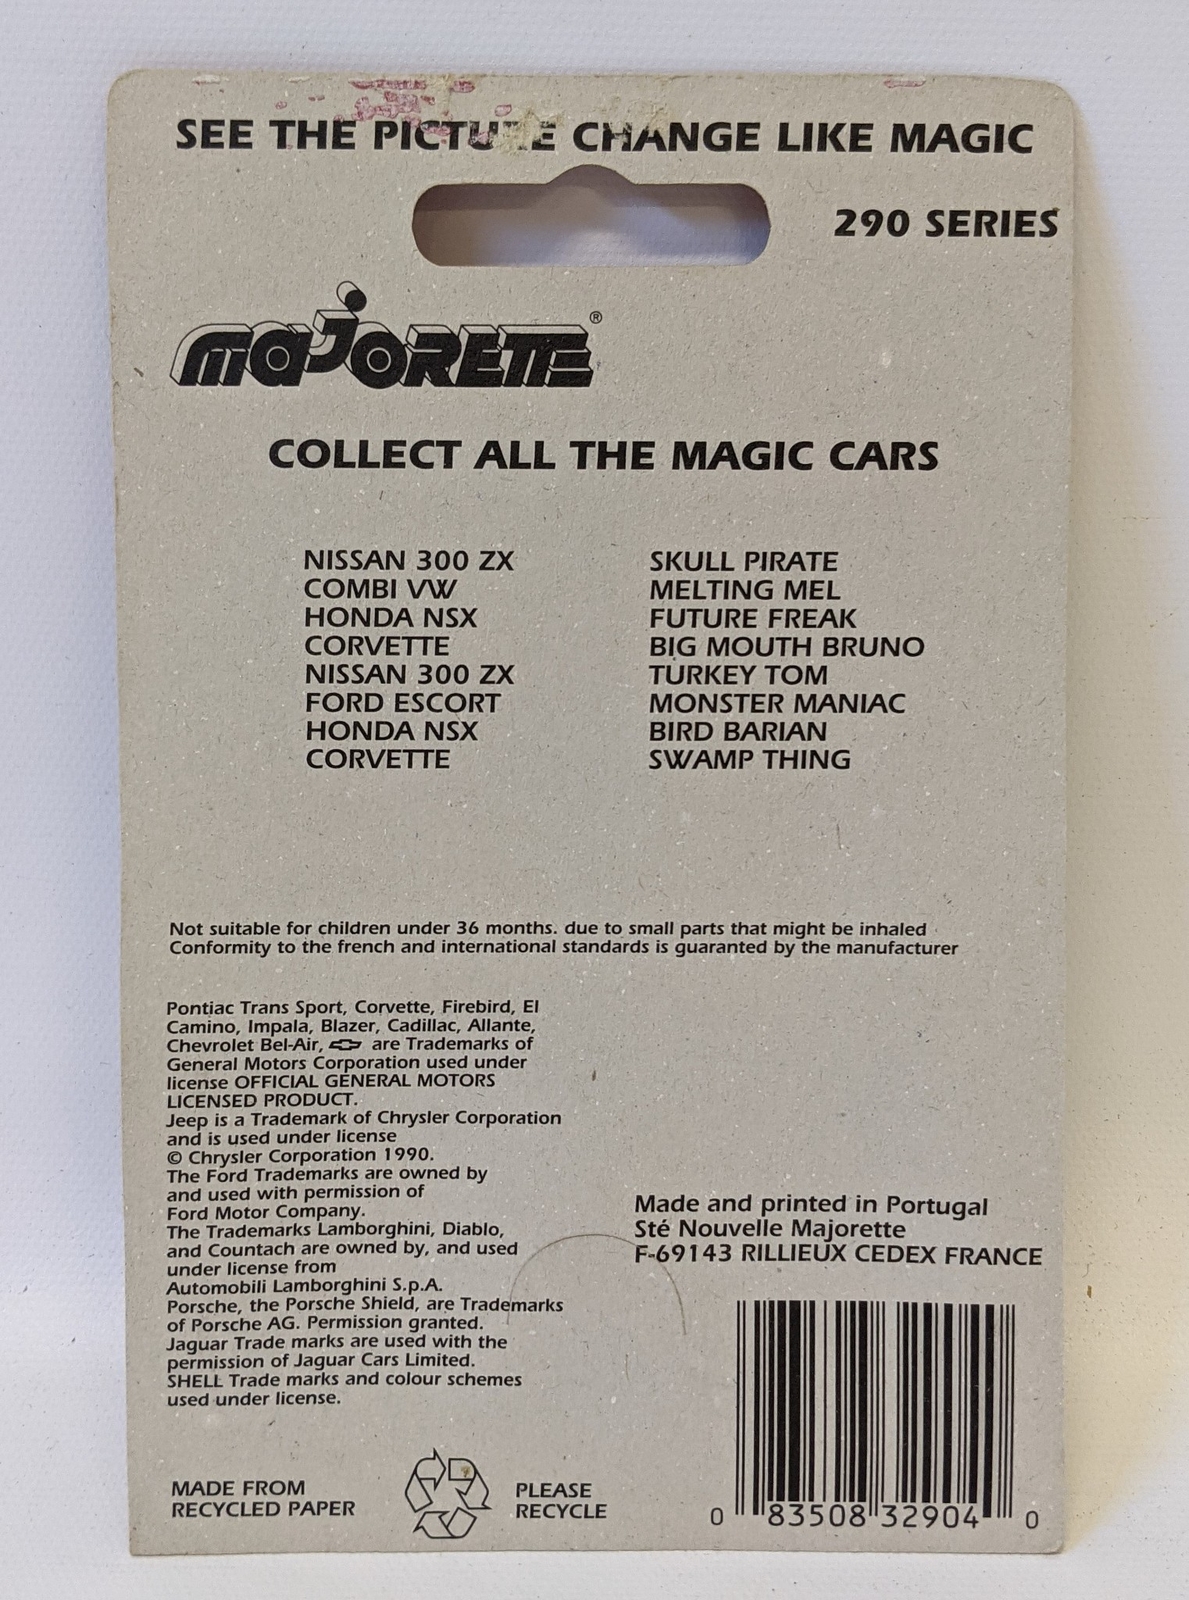 SEE THE PICTURE CHANGE LIKE MAGIC
290 SERIES
majorette®
COLLECT ALL THE MAGIC CARS
NISSAN 300 ZX SKULL PIRATE
COMBI VW MELTING MEL
HONDA NSX FUTURE FREAK
CORVETTE BIG MOUTH BRUNO
NISSAN 300 ZX TURKEY TOM
FORD ESCORT MONSTER MANIAC
HONDA NSX BIRD BARIAN
CORVETTE SWAMP THING
Not suitable for children under 36 months. due to small parts that might be inhaled
Conformity to the french and international standards is guaranted by the manufacturer
Pontiac Trans Sport, Corvette, Firebird, El
Camino, Impala, Blazer, Cadillac, Allante,
Chevrolet Bel-Air, are Trademarks of
General Motors Corporation used under
license OFFICIAL GENERAL MOTORS
LICENSED PRODUCT.
Jeep is a Trademark of Chrysler Corporation
and is used under license
© Chrysler Corporation 1990.
The Ford Trademarks are owned by
and used with permission of
Ford Motor Company.
The Trademarks Lamborghini, Diablo,
and Countach are owned by, and used
under license from
Automobili Lamborghini S.p.A.
Porsche, the Porsche Shield, are Trademarks
of Porsche AG. Permission granted.
Jaguar Trade marks are used with the
permission of Jaguar Cars Limited.
SHELL Trade marks and colour schemes
used under license.
Made and printed in Portugal
Sté Nouvelle Majorette
F-69143 RILLIEUX CEDEX FRANCE
MADE FROM
RECYCLED PAPER
PLEASE
RECYCLE
0 83508 32904 0